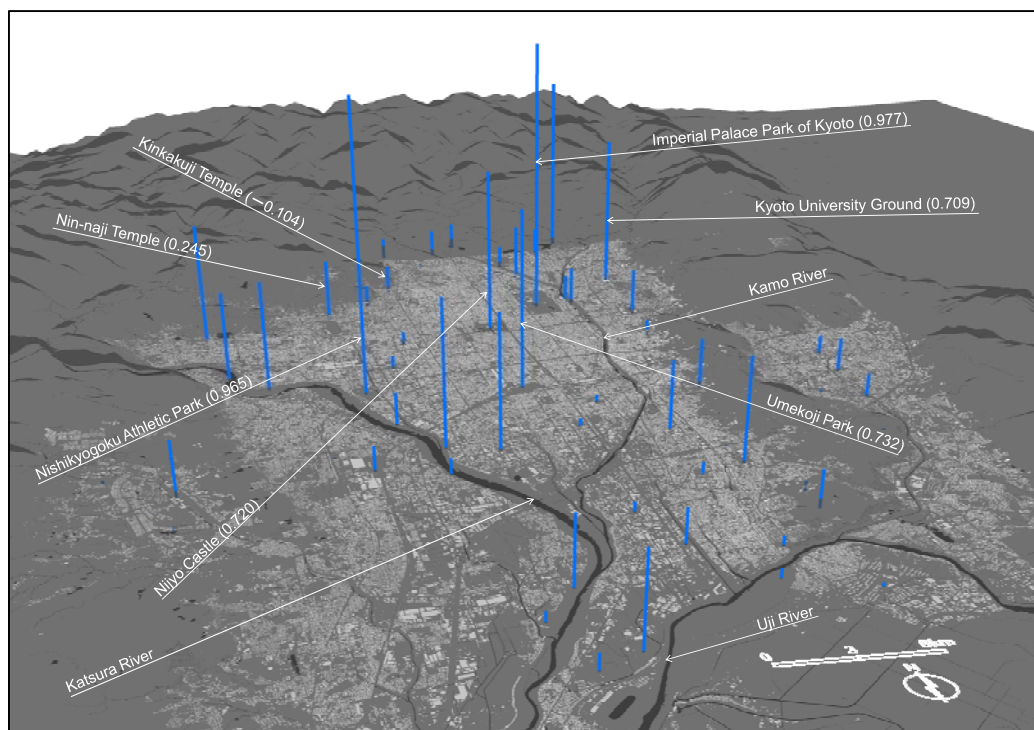 Imperial Palace Park of Kyoto (0.977)
Kinkakuji Temple (−0.104)
Kyoto University Ground (0.709)
Nin-naji Temple (0.245)
Kamo River
Nishikyogoku Athletic Park (0.965)
Umekoji Park (0.732)
Nijyo Castle (0.720)
Katsura River
Uji River
0
N